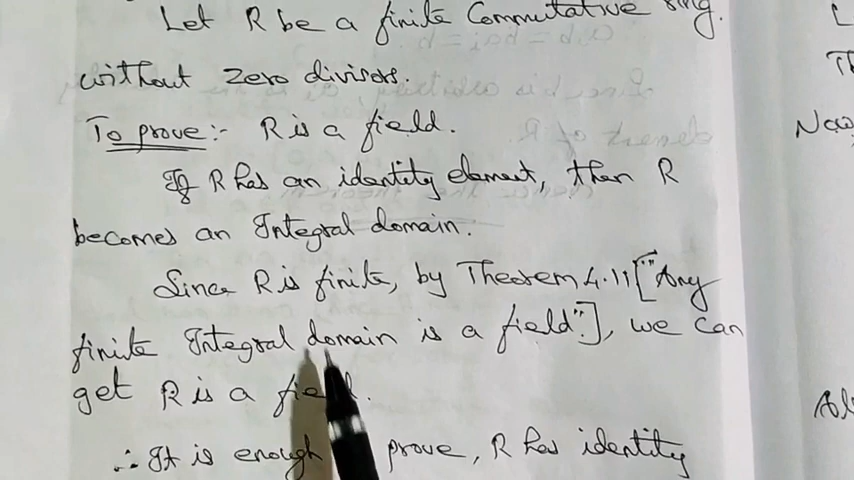 Let R be a finite Commutative ring.
without zero divisors.
To prove:- R is a field.
If R has an identity element, then R
becomes an Integral domain.
Since R is finite, by Theorem 4.11 ["Any
finite Integral domain is a field"], we can
get R is a field.
∴ It is enough prove, R has identity
Now,